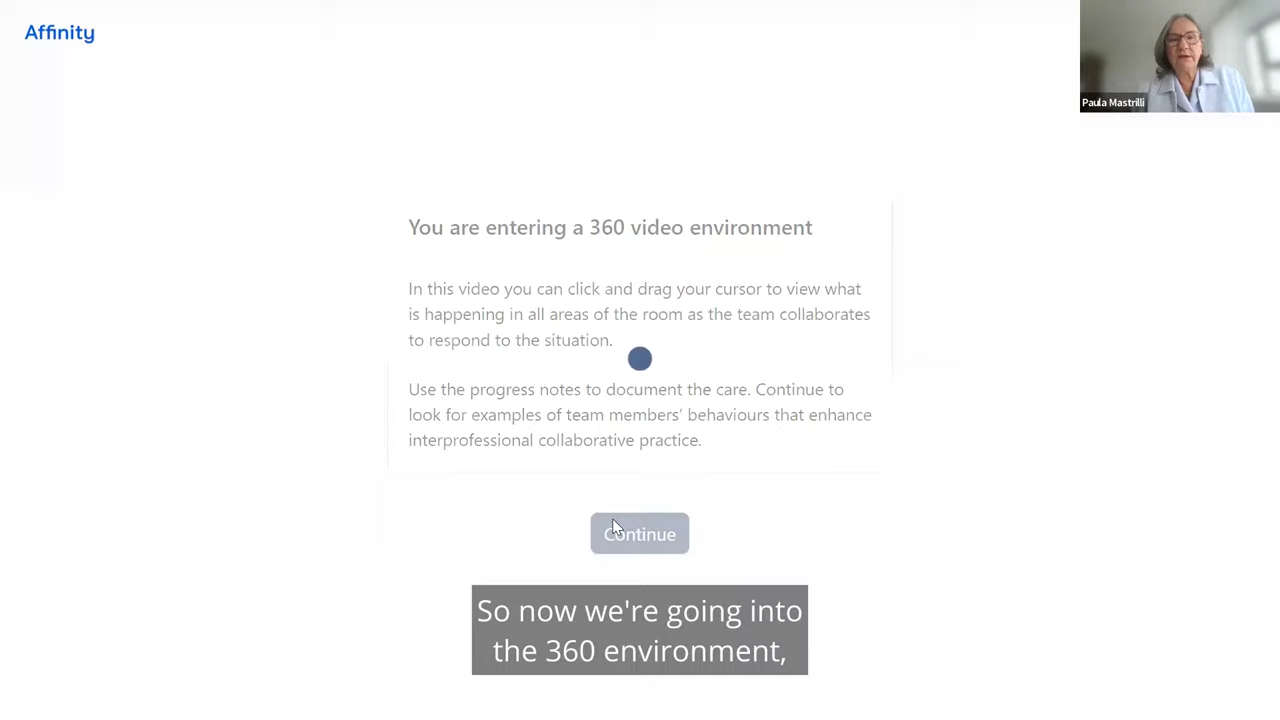 Affinity
Paula Mastrilli
You are entering a 360 video environment
In this video you can click and drag your cursor to view what
is happening in all areas of the room as the team collaborates
to respond to the situation.
Use the progress notes to document the care. Continue to
look for examples of team members’ behaviours that enhance
interprofessional collaborative practice.
Continue
So now we're going into
the 360 environment,